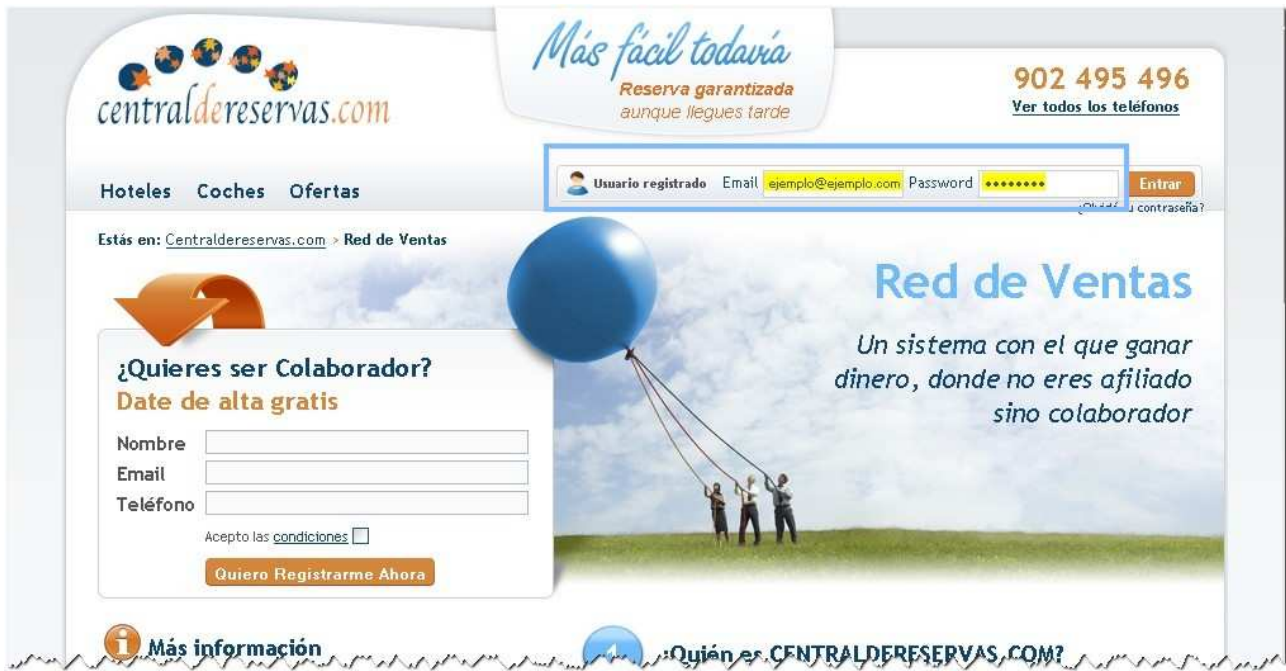 centraldereservas.com
Más fácil todavía
Reserva garantizada
aunque llegues tarde
902 495 496
Ver todos los teléfonos
Hoteles Coches Ofertas
Usuario registrado Email ejemplo@ejemplo.com Password •••••••• Entrar
contraseña?
Estás en: Centraldereservas.com > Red de Ventas
Red de Ventas
Un sistema con el que ganar
dinero, donde no eres afiliado
sino colaborador
¿Quieres ser Colaborador?
Date de alta gratis
Nombre
Email
Teléfono
Acepto las condiciones
Quiero Registrarme Ahora
i Más información
¿Quién es CENTRALDERESERVAS.COM?